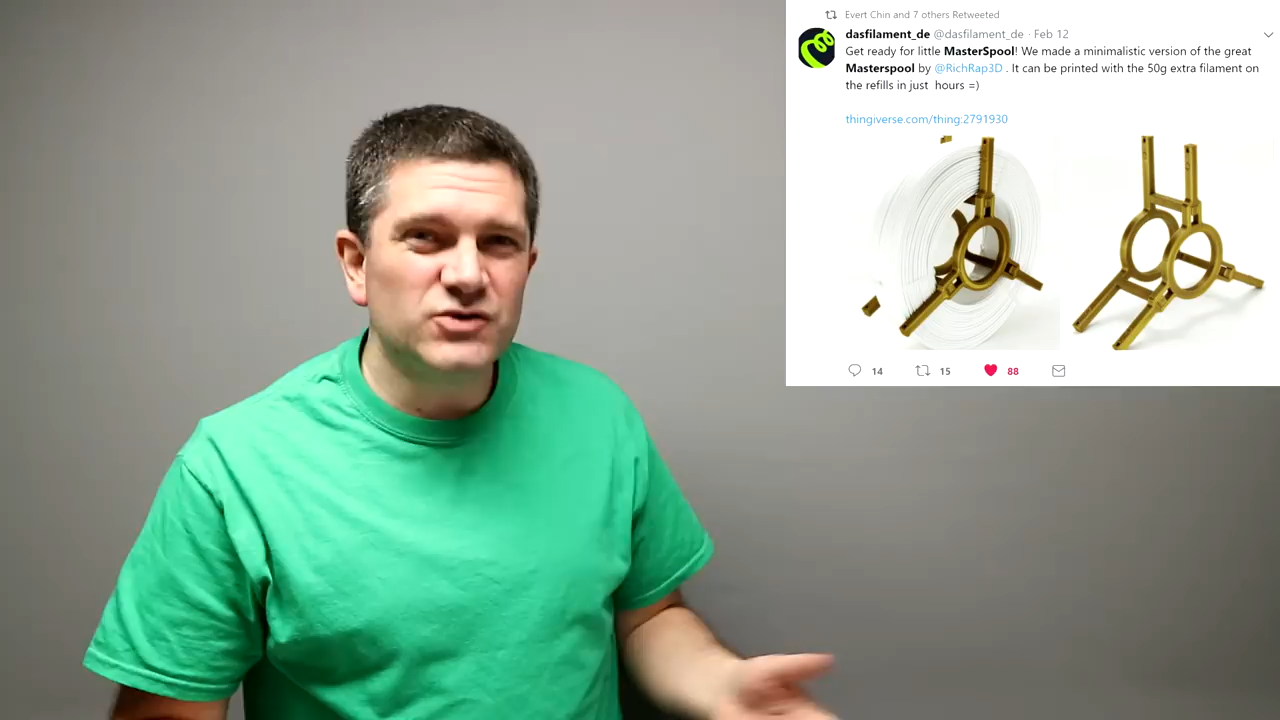 Evert Chin and 7 others Retweeted
dasfilament_de @dasfilament_de · Feb 12
Get ready for little MasterSpool! We made a minimalistic version of the great
Masterspool by @RichRap3D . It can be printed with the 50g extra filament on
the refills in just  hours =)
thingiverse.com/thing:2791930
14 15 88